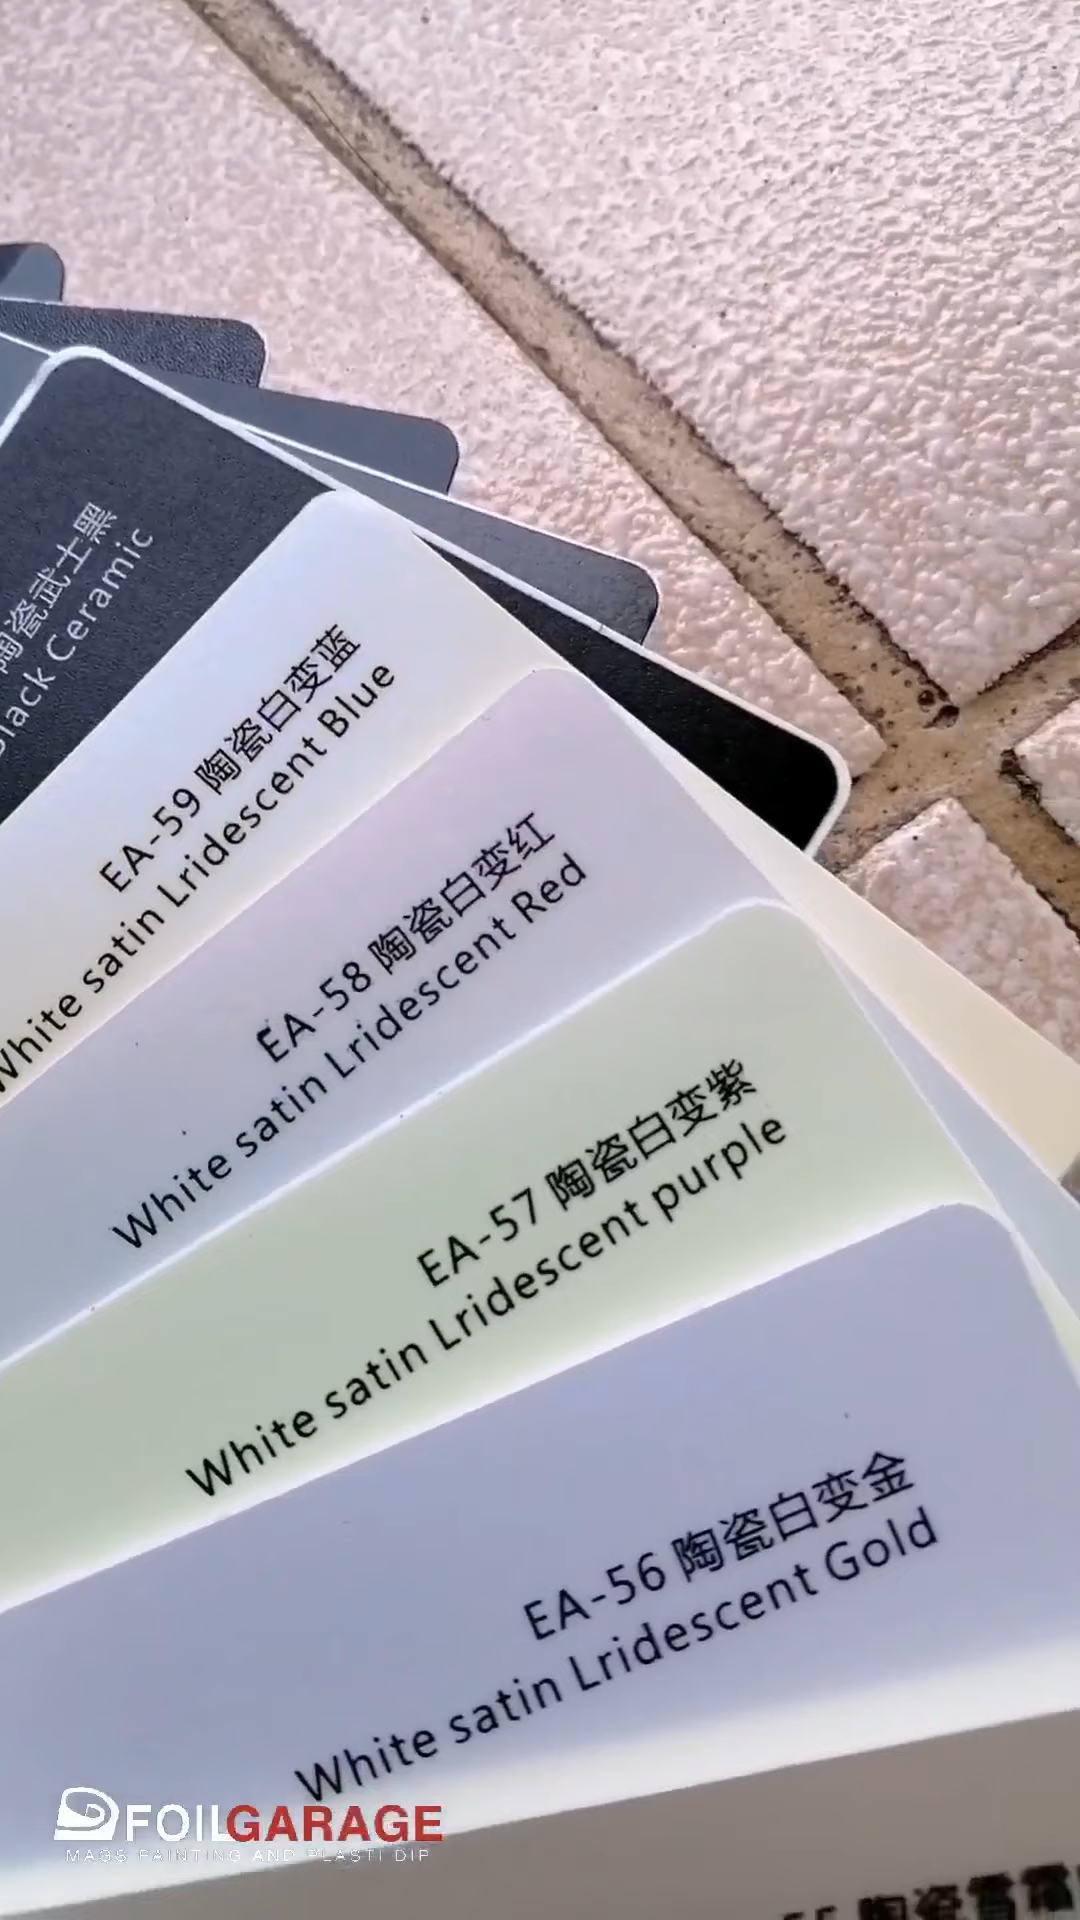 陶瓷武士黑
Black Ceramic
EA-59 陶瓷白变蓝
White satin Lridescent Blue
EA-58 陶瓷白变红
White satin Lridescent Red
EA-57 陶瓷白变紫
White satin Lridescent purple
EA-56 陶瓷白变金
White satin Lridescent Gold
FOILGARAGE
MAGS PAINTING AND PLASTI DIP